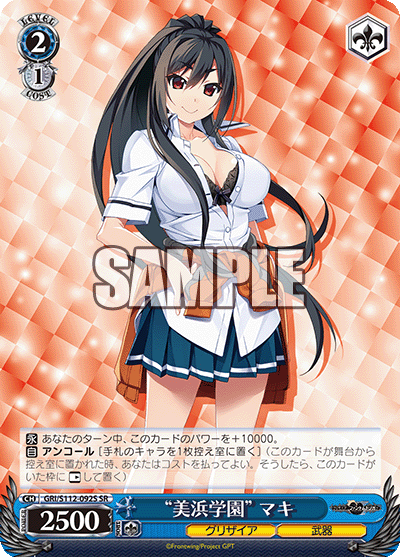 LEVEL
2
1
COST
SAMPLE
永 あなたのターン中、このカードのパワーを+10000。
自 アンコール [手札のキャラを1枚控え室に置く] (このカードが舞台から
控え室に置かれた時、あなたはコストを払ってよい。そうしたら、このカードが
いた枠に置く)
CH GRI/S112-092S SR
POWER 2500
“美浜学園” マキ
グリザイア 武器
©Frontwing/Project GPT